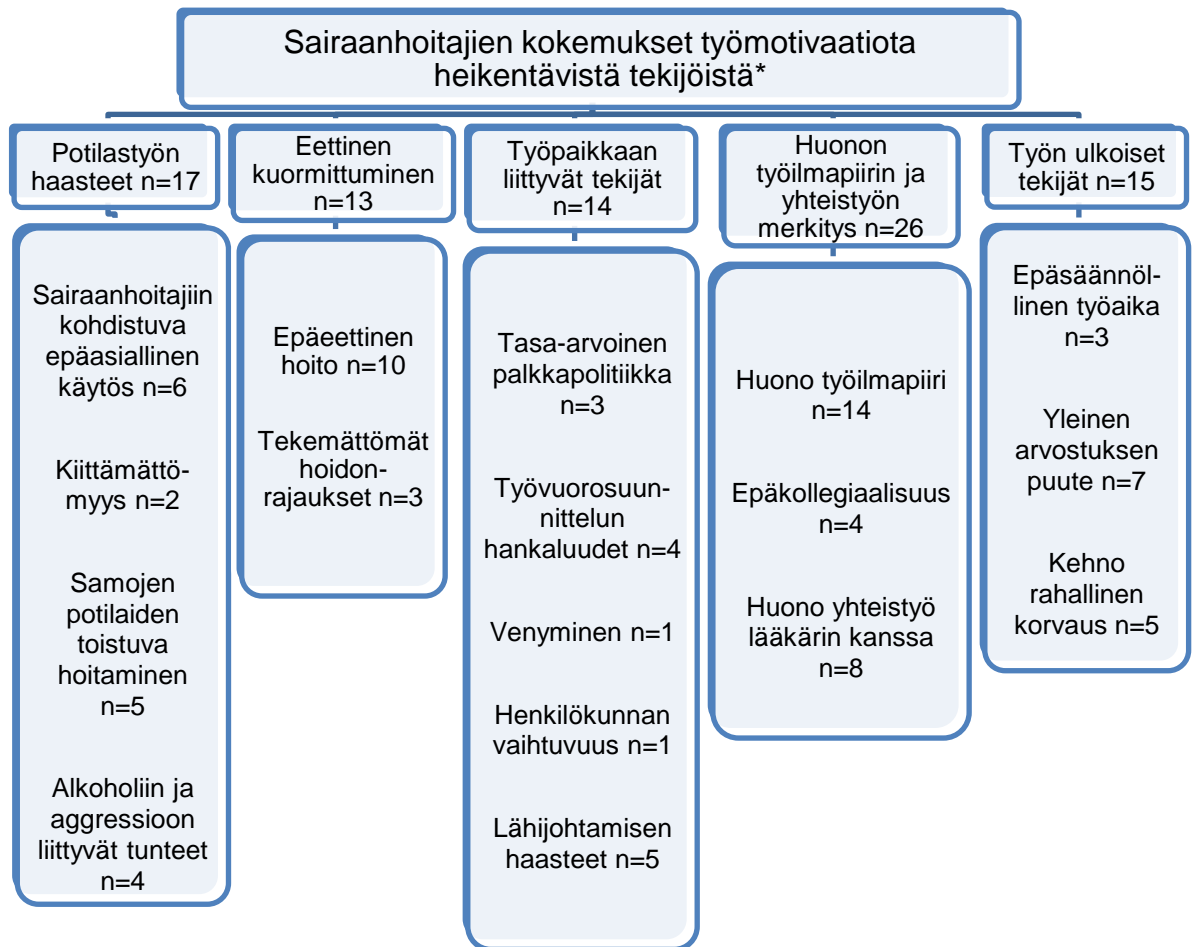 Sairaanhoitajien kokemukset työmotivaatiota
heikentävistä tekijöistä*
Potilastyön
haasteet n=17
Sairaanhoitajiin
kohdistuva
epäasiallinen
käytös n=6
Kiittämättö-
myys n=2
Samojen
potilaiden
toistuva
hoitaminen
n=5
Alkoholiin ja
aggressioon
liittyvät tunteet
n=4
Eettinen
kuormittuminen
n=13
Epäeettinen
hoito n=10
Tekemättömät
hoidon-
rajaukset n=3
Työpaikkaan
liittyvät tekijät
n=14
Tasa-arvoinen
palkkapolitiikka
n=3
Työvuorosuun-
nittelun
hankaluudet n=4
Venyminen n=1
Henkilökunnan
vaihtuvuus n=1
Lähijohtamisen
haasteet n=5
Huonon
työilmapiirin ja
yhteistyön
merkitys n=26
Huono työilmapiiri
n=14
Epäkollegiaalisuus
n=4
Huono yhteistyö
lääkärin kanssa
n=8
Työn ulkoiset
tekijät n=15
Epäsäännöl-
linen työaika
n=3
Yleinen
arvostuksen
puute n=7
Kehno
rahallinen
korvaus n=5